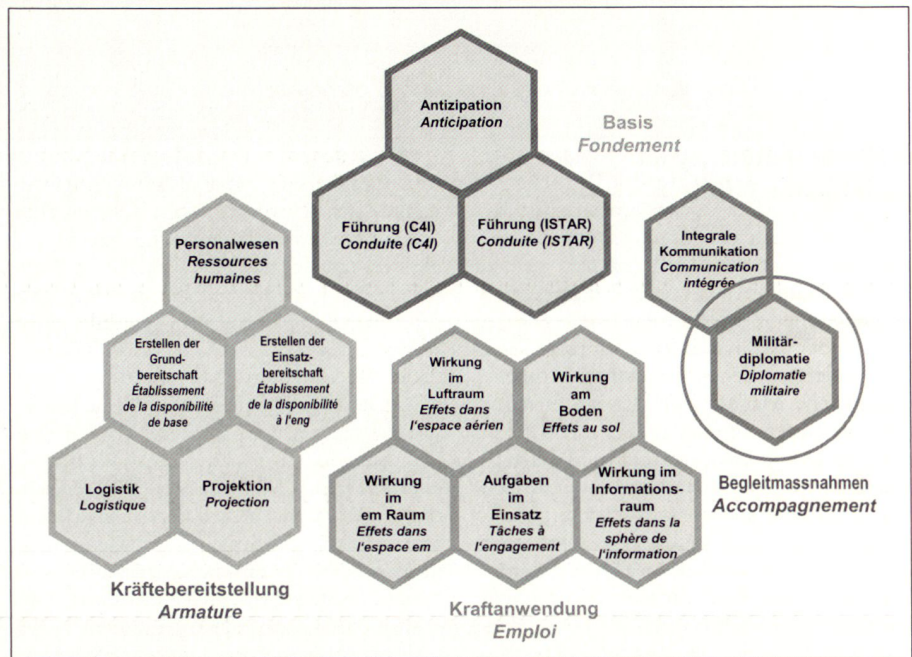 Antizipation
Anticipation
Basis
Fondement
Führung (C4I)
Conduite (C4I)
Führung (ISTAR)
Conduite (ISTAR)
Personalwesen
Ressources
humaines
Erstellen der
Grund-
bereitschaft
Établissement
de la disponibilité
de base
Erstellen der
Einsatz-
bereitschaft
Établissement
de la disponibilité
à l'eng
Logistik
Logistique
Projektion
Projection
Kräftebereitstellung
Armature
Wirkung
im
Luftraum
Effets dans
l'espace aérien
Wirkung
am
Boden
Effets au sol
Wirkung
im
em Raum
Effets dans
l'espace em
Aufgaben
im
Einsatz
Tâches à
l'engagement
Wirkung im
Informations-
raum
Effets dans la
sphère de
l'information
Kraftanwendung
Emploi
Integrale
Kommunikation
Communication
intégrée
Militär-
diplomatie
Diplomatie
militaire
Begleitmassnahmen
Accompagnement